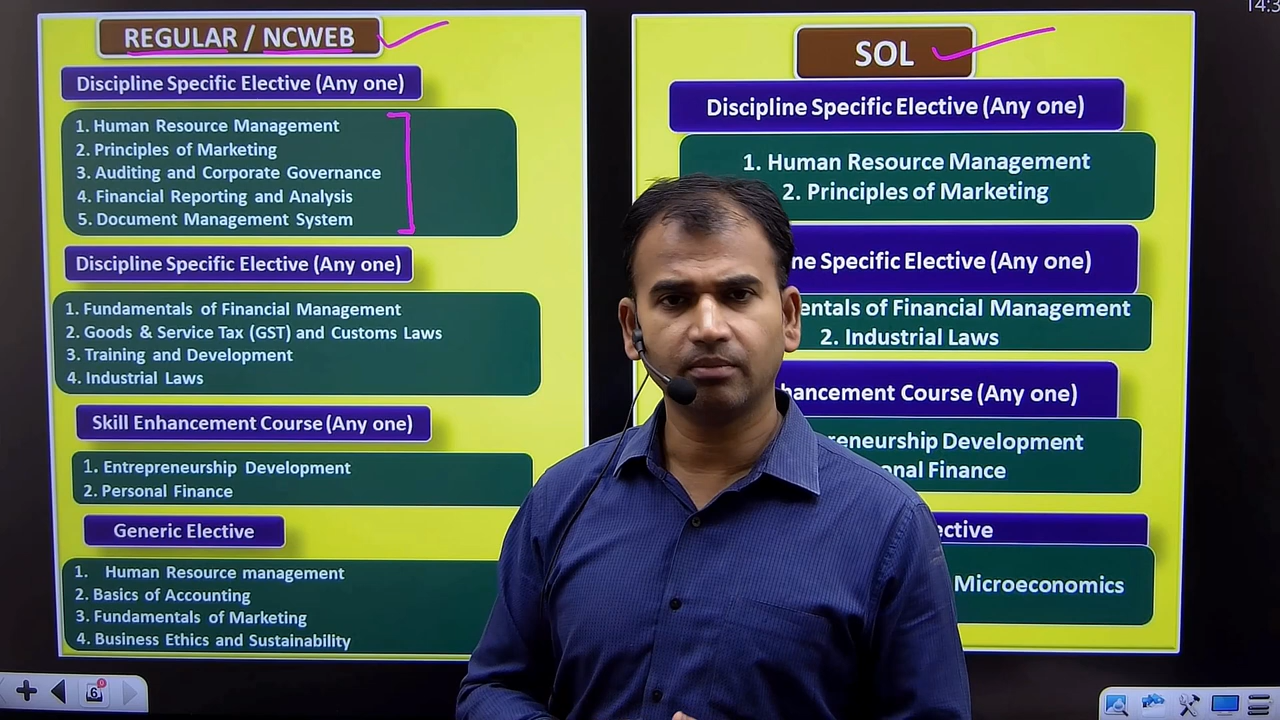 REGULAR / NCWEB
Discipline Specific Elective (Any one)
1. Human Resource Management
2. Principles of Marketing
3. Auditing and Corporate Governance
4. Financial Reporting and Analysis
5. Document Management System
Discipline Specific Elective (Any one)
1. Fundamentals of Financial Management
2. Goods & Service Tax (GST) and Customs Laws
3. Training and Development
4. Industrial Laws
Skill Enhancement Course (Any one)
1. Entrepreneurship Development
2. Personal Finance
Generic Elective
1. Human Resource management
2. Basics of Accounting
3. Fundamentals of Marketing
4. Business Ethics and Sustainability
6
SOL
Discipline Specific Elective (Any one)
1. Human Resource Management
2. Principles of Marketing
Specific Elective (Any one)
of Financial Management
2. Industrial Laws
Course (Any one)
Development
Finance
Microeconomics